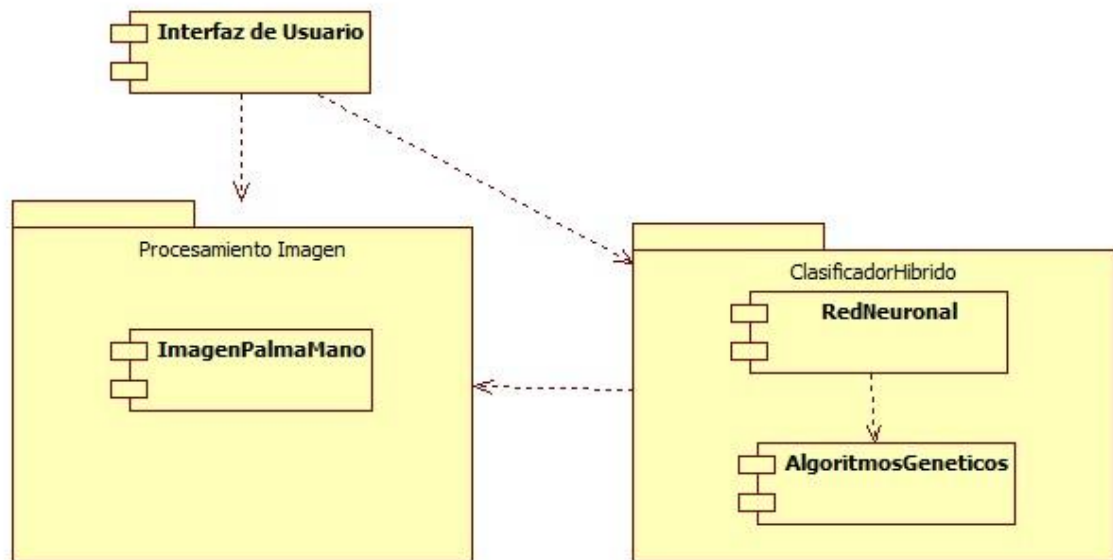 Interfaz de Usuario
Procesamiento Imagen
ImagenPalmaMano
ClasificadorHibrido
RedNeuronal
AlgoritmosGeneticos